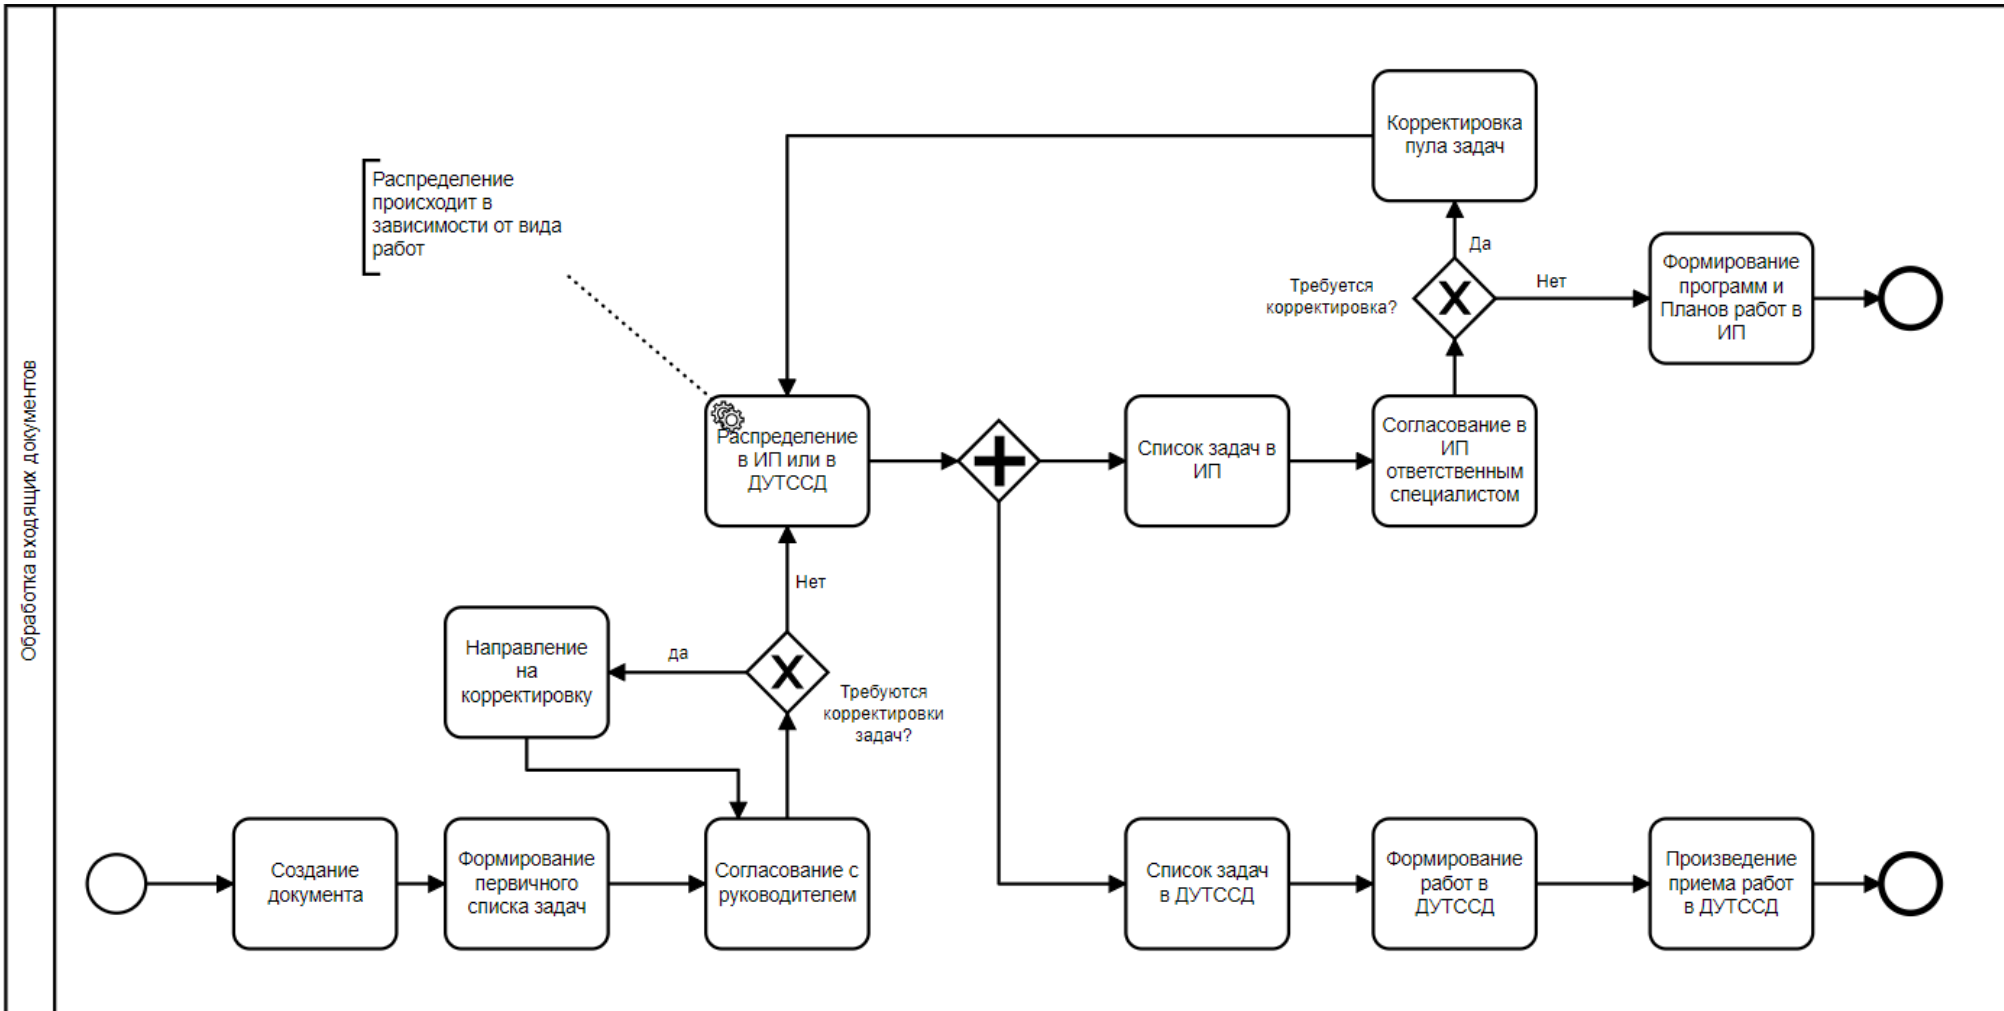 Обработка входящих документов
Корректировка
пула задач
Распределение
происходит в
зависимости от вида
работ
Да
Требуется
корректировка?
Нет
Формирование
программ и
Планов работ в
ИП
Распределение
в ИП или в
ДУТССД
Список задач в
ИП
Согласование в
ИП
ответственным
специалистом
Нет
Направление
на
корректировку
да
Требуются
корректировки
задач?
Создание
документа
Формирование
первичного
списка задач
Согласование с
руководителем
Список задач
в ДУТССД
Формирование
работ в
ДУТССД
Произведение
приема работ
в ДУТССД